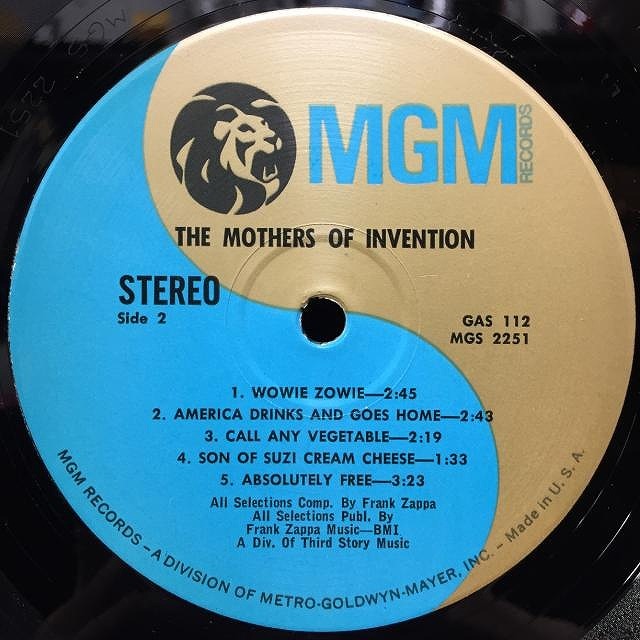 MGS 2251
MGM
RECORDS
THE MOTHERS OF INVENTION
STEREO
Side 2
GAS 112
MGS 2251
1. WOWIE ZOWIE—2:45
2. AMERICA DRINKS AND GOES HOME—2:43
3. CALL ANY VEGETABLE—2:19
4. SON OF SUZI CREAM CHEESE—1:33
5. ABSOLUTELY FREE—3:23
All Selections Comp. By Frank Zappa
All Selections Publ. By
Frank Zappa Music—BMI
A Div. Of Third Story Music
MGM RECORDS – A DIVISION OF METRO-GOLDWYN-MAYER, INC. – Made in U. S. A.